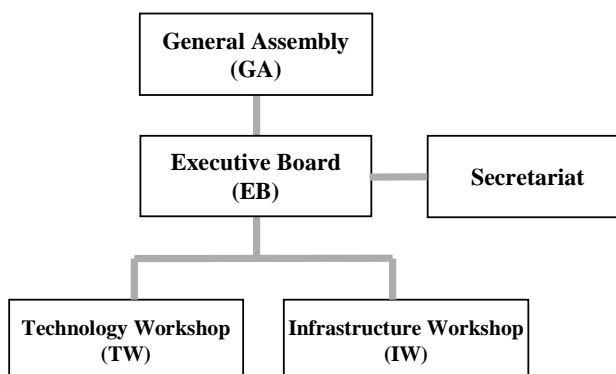 General Assembly
(GA)
Executive Board
(EB)
Secretariat
Technology Workshop
(TW)
Infrastructure Workshop
(IW)